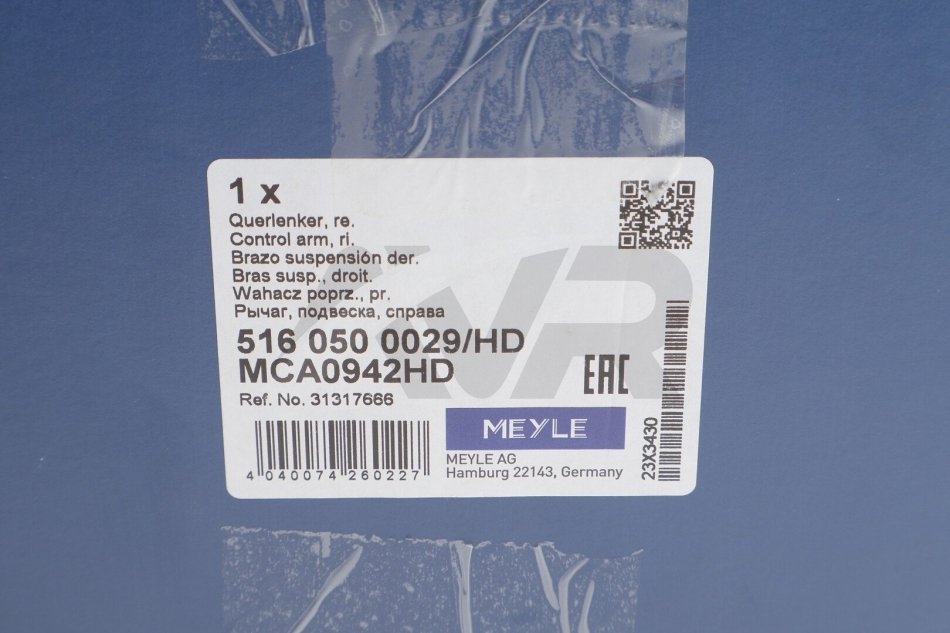 1 x
Querlenker, re.
Control arm, ri.
Brazo suspensión der.
Bras susp., droit.
Wahacz poprz., pr.
Рычаг, подвеска, справа
516 050 0029/HD
MCA0942HD
Ref. No. 31317666
EAC
MEYLE
MEYLE AG
Hamburg 22143, Germany
4 040074 260227
23X3430
VR